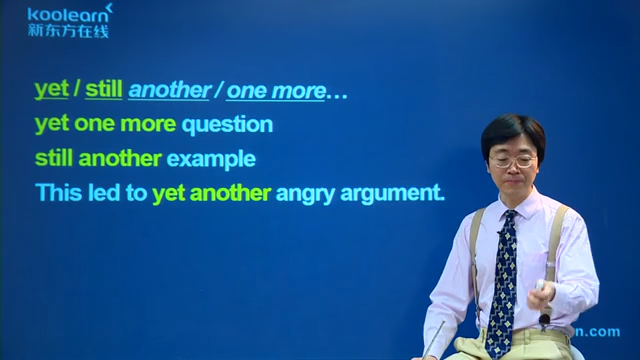 koolearn
新东方在线
yet / still another / one more…
yet one more question
still another example
This led to yet another angry argument.
n.com